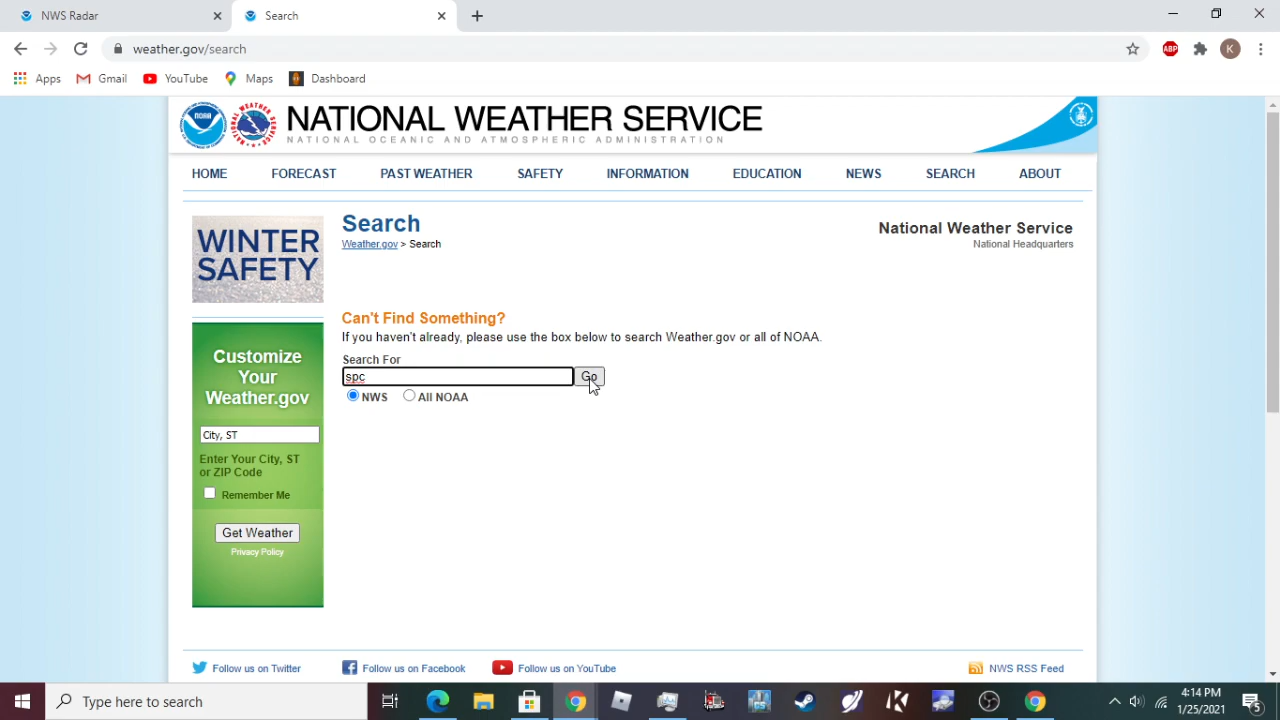 NWS Radar
Search
weather.gov/search
ABP
K
Apps
Gmail
YouTube
Maps
Dashboard
NOAA
NATIONAL WEATHER SERVICE
NATIONAL OCEANIC AND ATMOSPHERIC ADMINISTRATION
HOME
FORECAST
PAST WEATHER
SAFETY
INFORMATION
EDUCATION
NEWS
SEARCH
ABOUT
WINTER
SAFETY
Search
Weather.gov > Search
National Weather Service
National Headquarters
Can't Find Something?
If you haven't already, please use the box below to search Weather.gov or all of NOAA.
Search For
spc
Go
NWS
All NOAA
Customize
Your
Weather.gov
City, ST
Enter Your City, ST
or ZIP Code
Remember Me
Get Weather
Privacy Policy
Follow us on Twitter
Follow us on Facebook
Follow us on YouTube
NWS RSS Feed
Type here to search
4:14 PM
1/25/2021
5